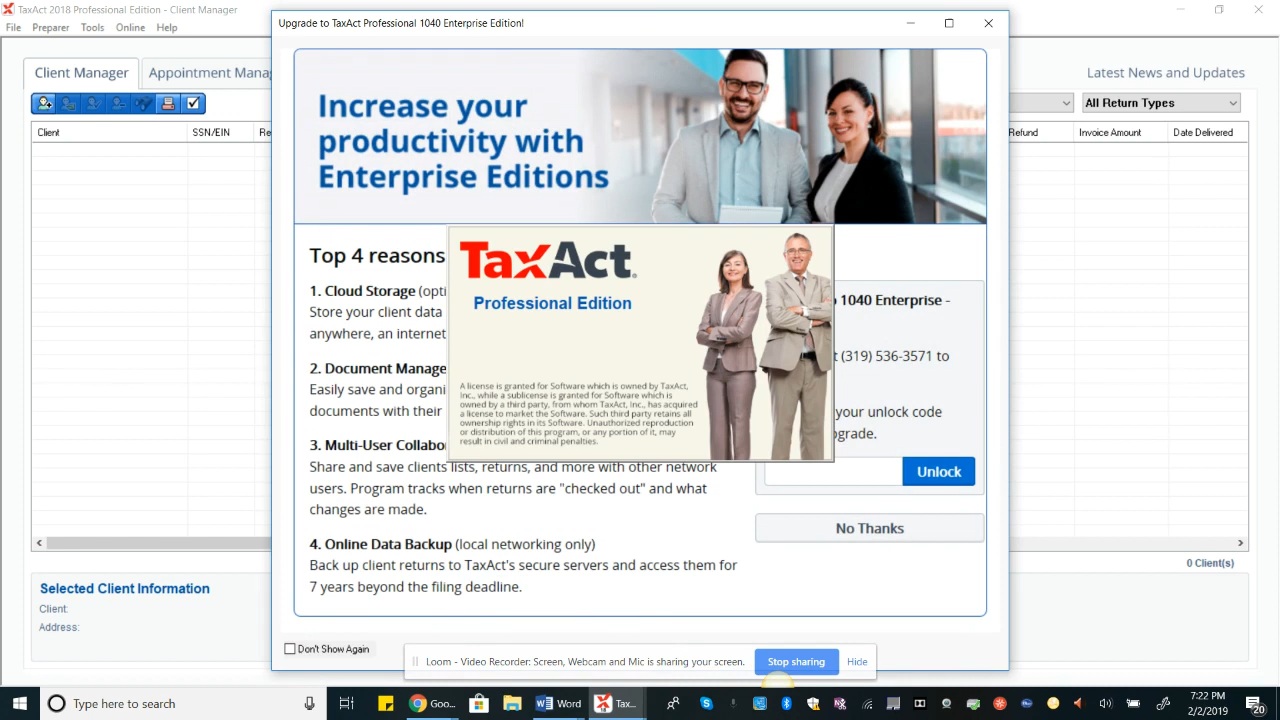 TaxAct 2018 Professional Edition - Client Manager
File Preparer Tools Online Help
Upgrade to TaxAct Professional 1040 Enterprise Edition!
Client Manager
Appointment Manag
Latest News and Updates
All Return Types
Client SSN/EIN Re
Refund Invoice Amount Date Delivered
Increase your
productivity with
Enterprise Editions
Top 4 reasons
1. Cloud Storage (opti
Store your client data
anywhere, an internet
2. Document Manage
Easily save and organi
documents with their
3. Multi-User Collabor
Share and save clients lists, returns, and more with other network
users. Program tracks when returns are "checked out" and what
changes are made.
4. Online Data Backup (local networking only)
Back up client returns to TaxAct's secure servers and access them for
7 years beyond the filing deadline.
TaxAct®
Professional Edition
A license is granted for Software which is owned by TaxAct,
Inc., while a sublicense is granted for Software which is
owned by a third party, from whom TaxAct, Inc., has acquired
a license to market the Software. Such third party retains all
ownership rights in its Software. Unauthorized reproduction
or distribution of this program, or any portion of it, may
result in civil and criminal penalties.
1040 Enterprise -
(319) 536-3571 to
your unlock code
grade.
Unlock
No Thanks
0 Client(s)
Selected Client Information
Client:
Address:
Don't Show Again
Loom - Video Recorder: Screen, Webcam and Mic is sharing your screen.
Stop sharing
Hide
Type here to search
Goo...
Word
Tax...
7:22 PM
2/2/2019
20